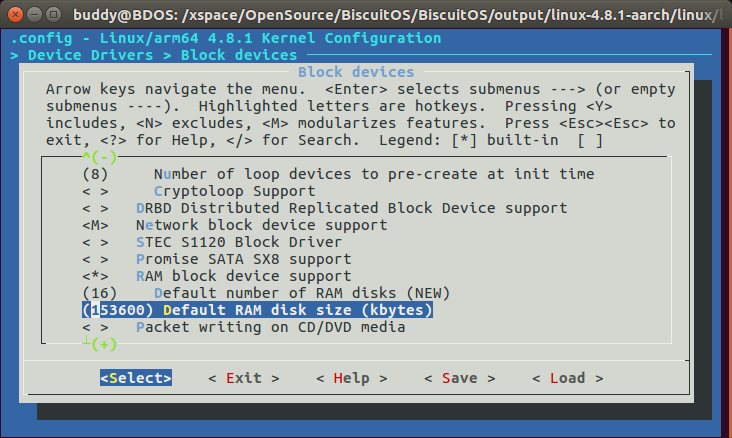 buddy@BDOS: /xspace/OpenSource/BiscuitOS/BiscuitOS/output/linux-4.8.1-aarch/linux/l
.config - Linux/arm64 4.8.1 Kernel Configuration
> Device Drivers > Block devices
Block devices
Arrow keys navigate the menu.  <Enter> selects submenus ---> (or empty
submenus ----).  Highlighted letters are hotkeys.  Pressing <Y>
includes, <N> excludes, <M> modularizes features.  Press <Esc><Esc> to
exit, <?> for Help, </> for Search.  Legend: [*] built-in  [ ]
^(-)
(8)     Number of loop devices to pre-create at init time
< >     Cryptoloop Support
< >   DRBD Distributed Replicated Block Device support
<M>   Network block device support
< >   STEC S1120 Block Driver
< >   Promise SATA SX8 support
<*>   RAM block device support
(16)    Default number of RAM disks (NEW)
(153600) Default RAM disk size (kbytes)
< >   Packet writing on CD/DVD media
┴(+)
<Select>    < Exit >    < Help >    < Save >    < Load >